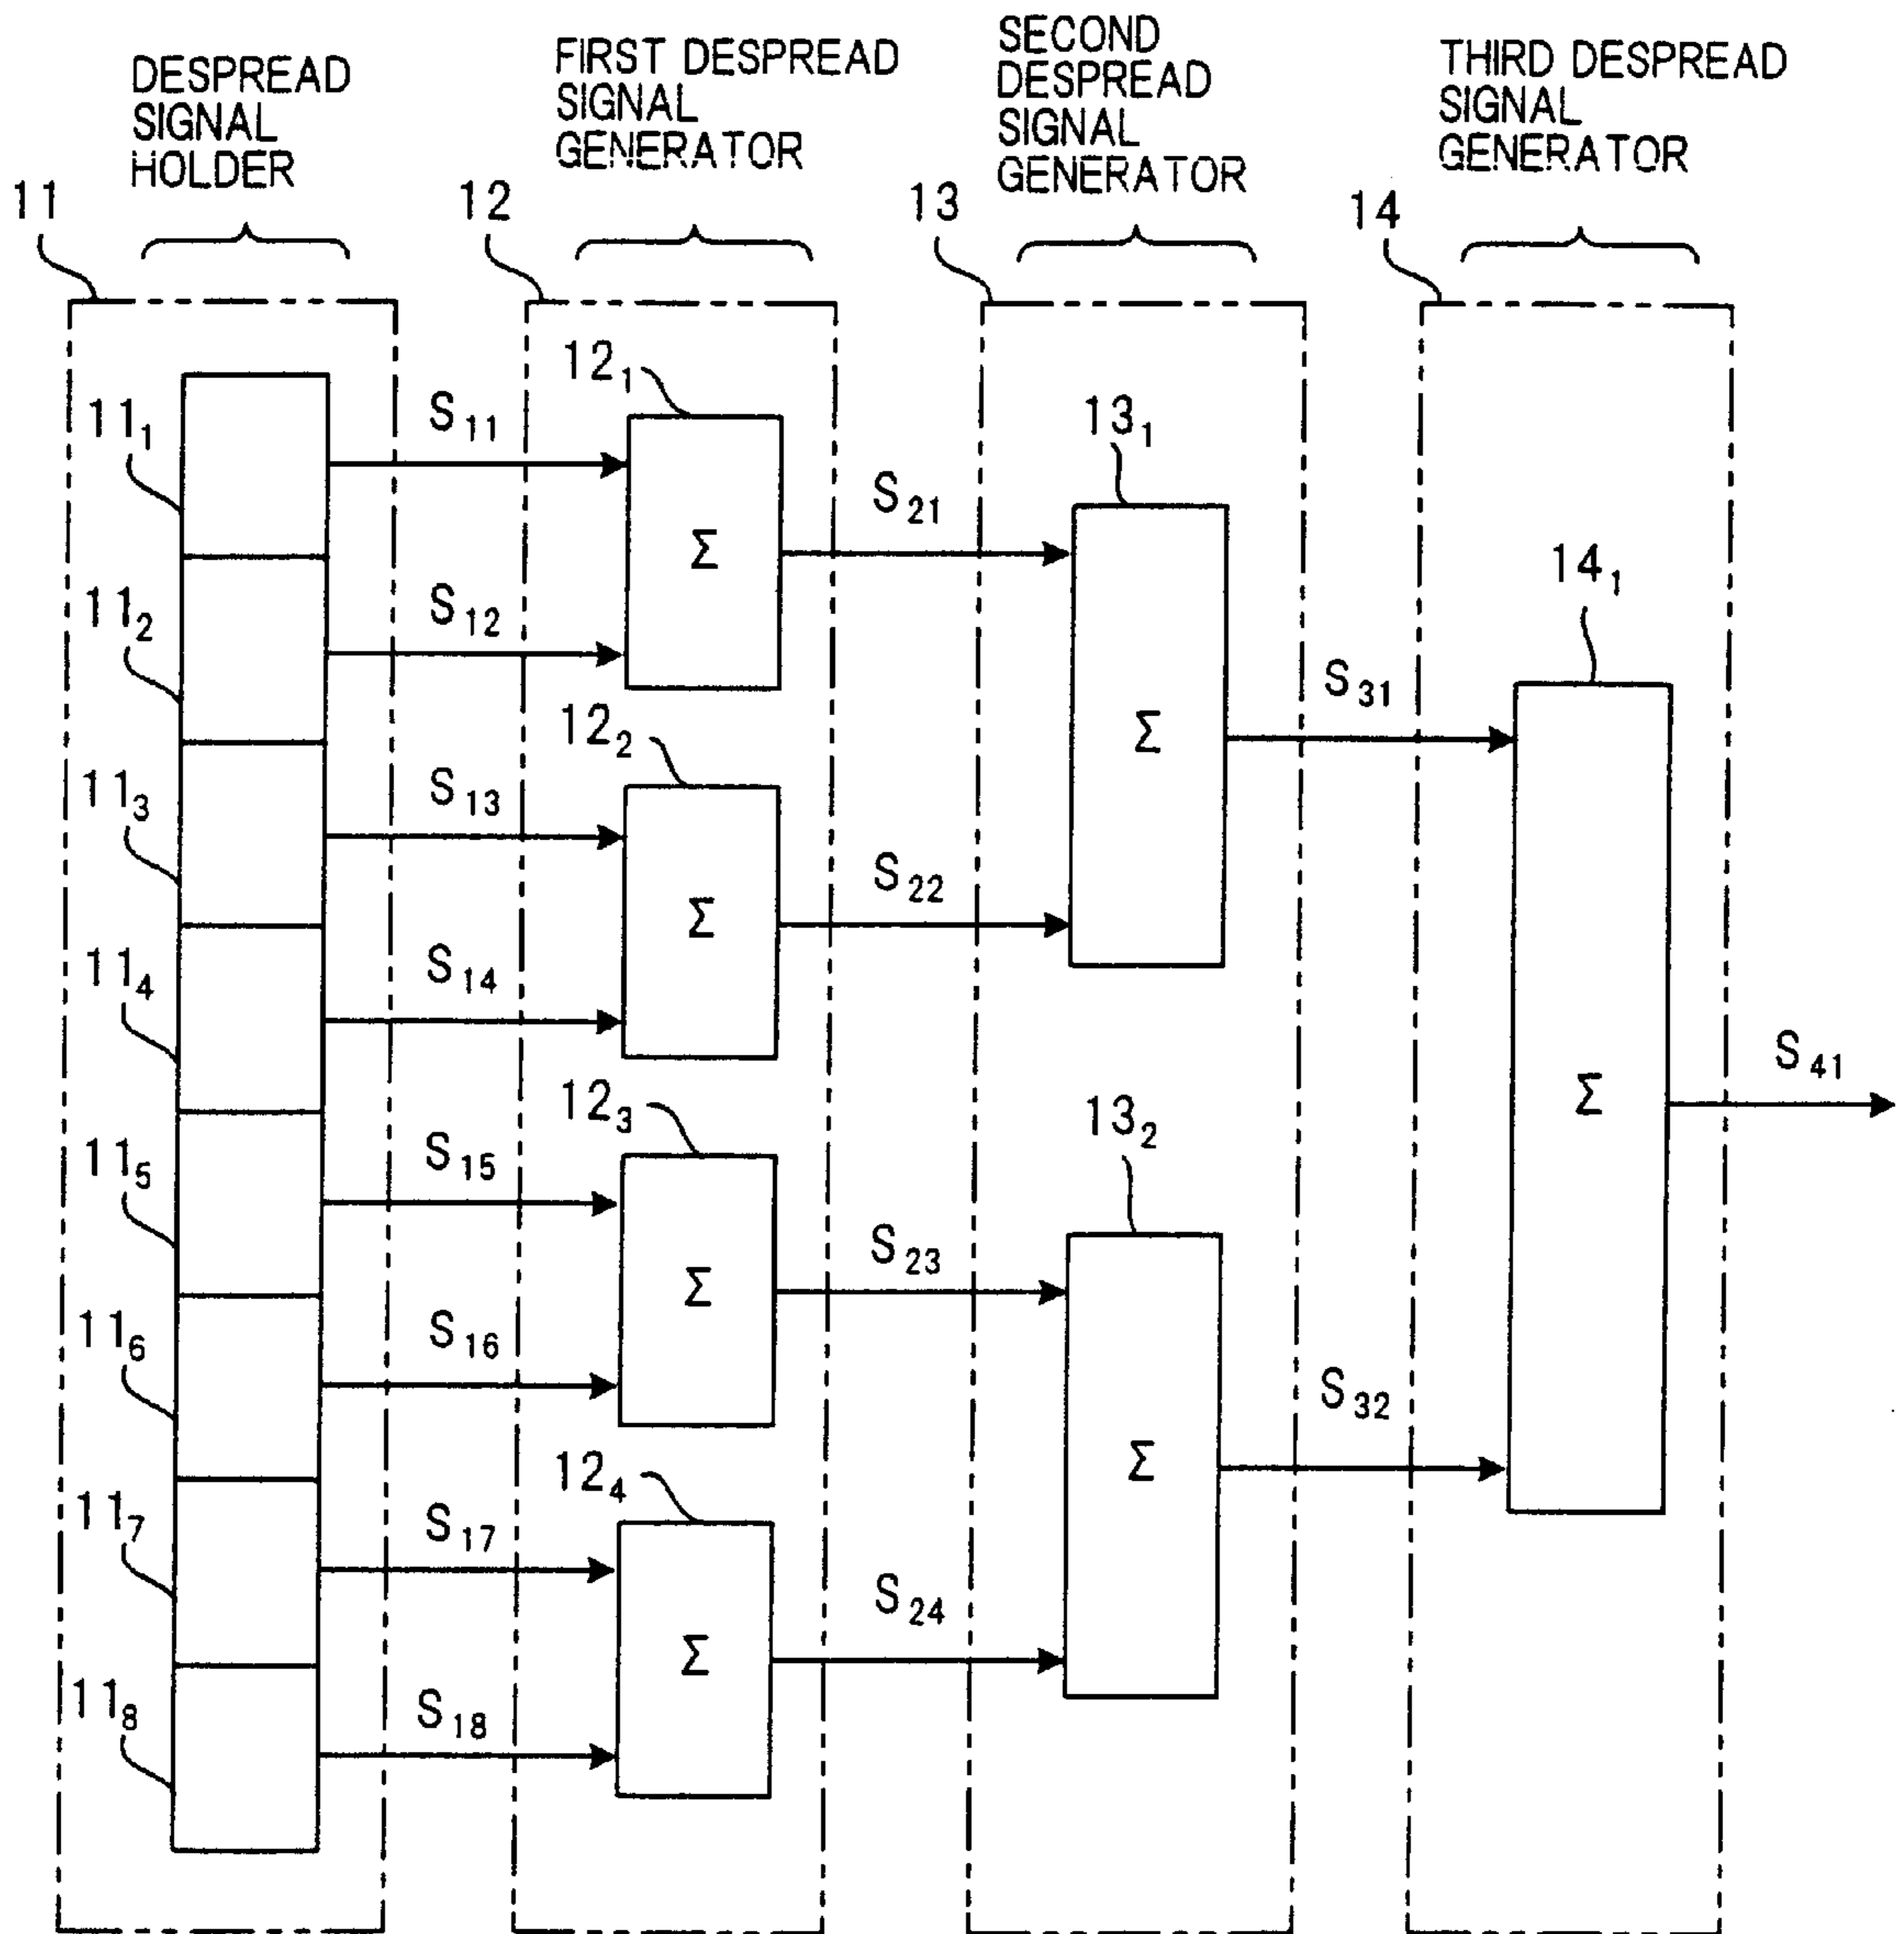 DESPREAD
SIGNAL
HOLDER
FIRST DESPREAD
SIGNAL
GENERATOR
SECOND
DESPREAD
SIGNAL
GENERATOR
THIRD DESPREAD
SIGNAL
GENERATOR
11
12
13
14
11₁
11₂
11₃
11₄
11₅
11₆
11₇
11₈
S₁₁
S₁₂
S₁₃
S₁₄
S₁₅
S₁₆
S₁₇
S₁₈
12₁
Σ
12₂
Σ
12₃
Σ
12₄
Σ
S₂₁
S₂₂
S₂₃
S₂₄
13₁
Σ
13₂
Σ
S₃₁
S₃₂
14₁
Σ
S₄₁